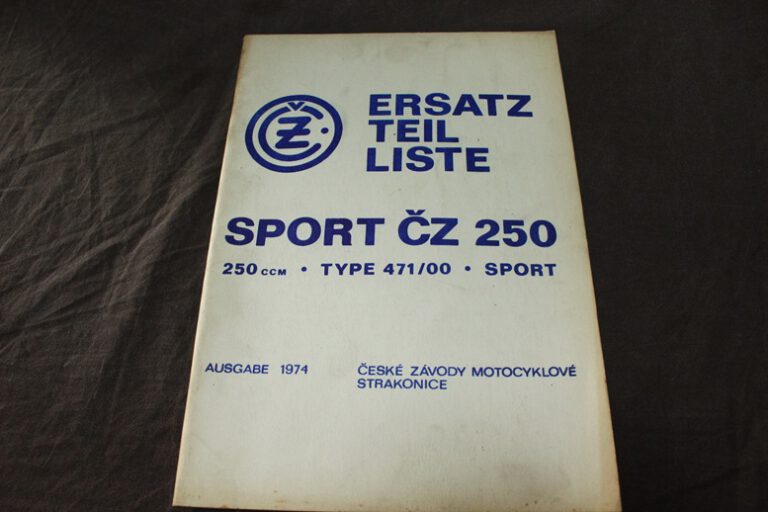 ČZ
ERSATZ
TEIL
LISTE
SPORT ČZ 250
250 CCM • TYPE 471/00 • SPORT
AUSGABE 1974
ČESKÉ ZÁVODY MOTOCYKLOVÉ
STRAKONICE